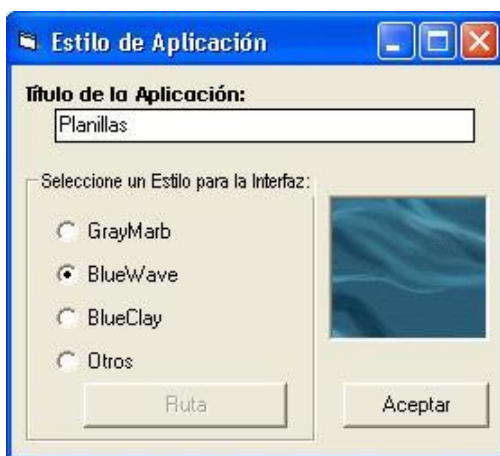 Estilo de Aplicación
Título de la Aplicación:
Planillas
Seleccione un Estilo para la Interfaz:
GrayMarb
BlueWave
BlueClay
Otros
Ruta
Aceptar